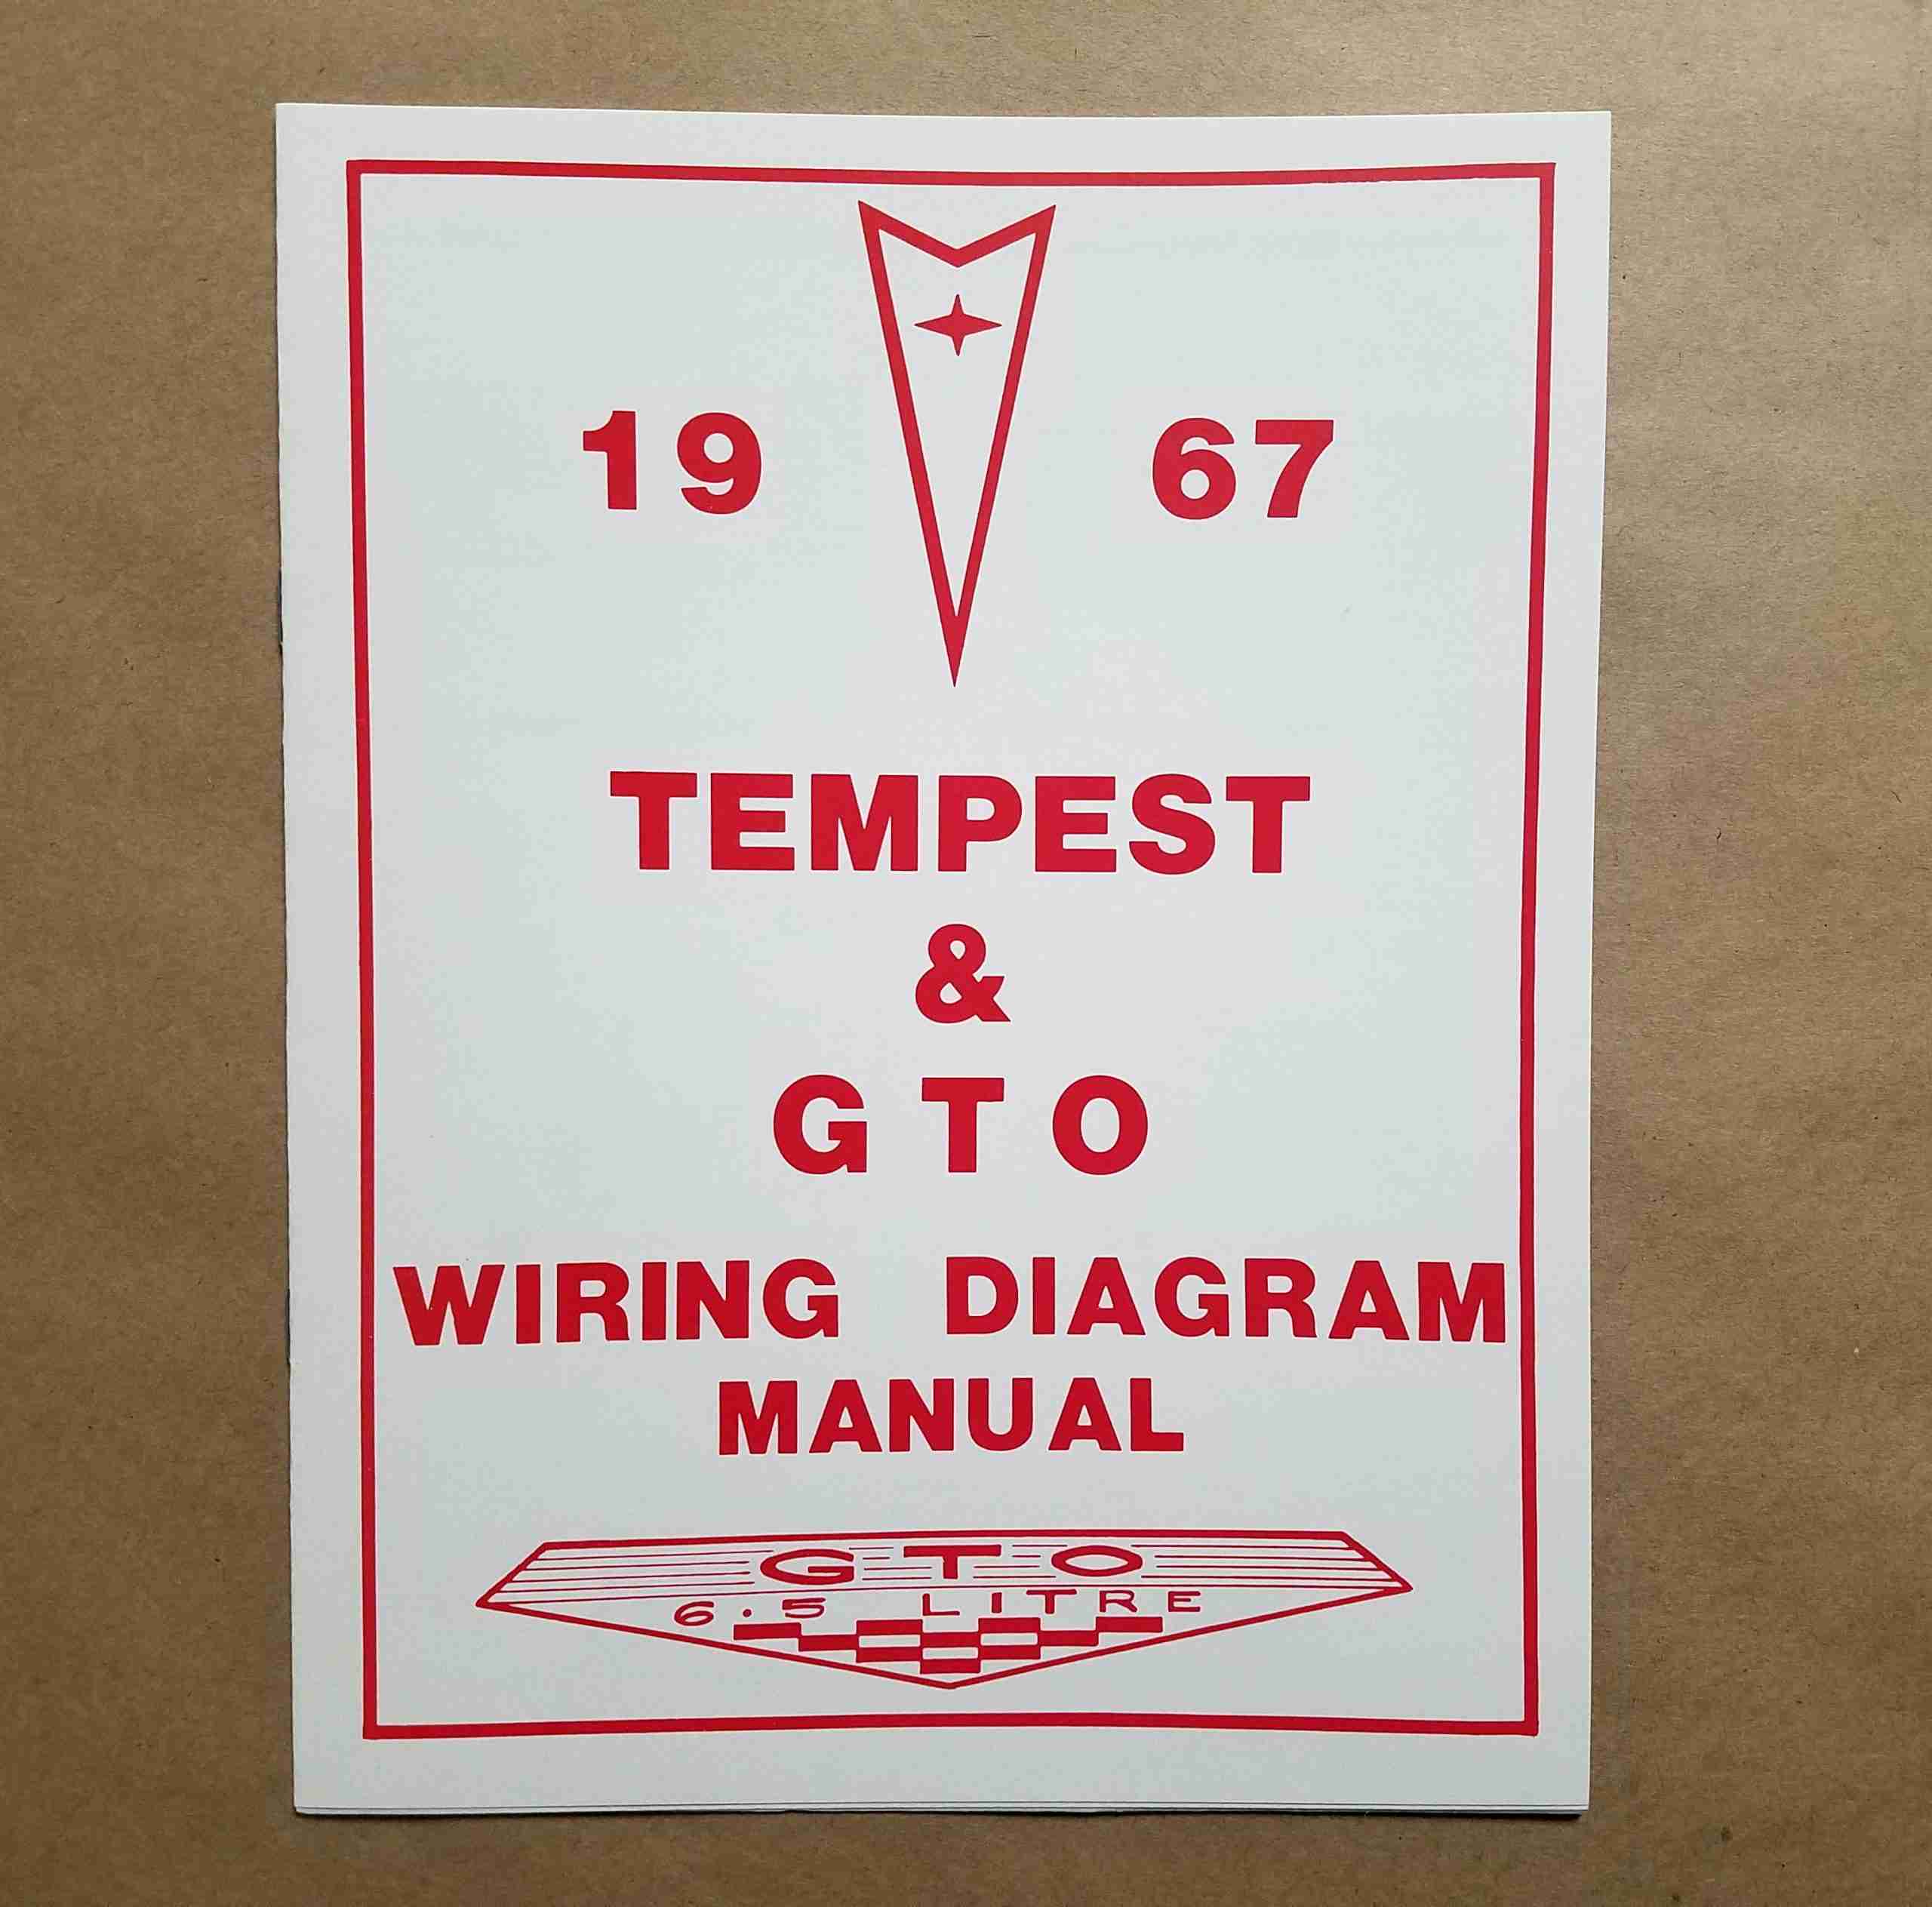 19 67
TEMPEST
&
GTO
WIRING DIAGRAM
MANUAL
GTO
6.5 LITRE